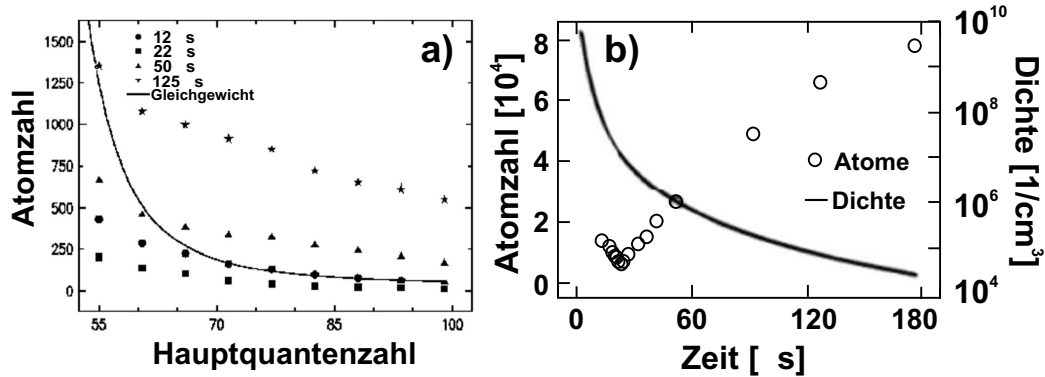 a)
12 s
22 s
50 s
125 s
Gleichgewicht
1500
1250
1000
750
500
250
0
Atomzahl
55 70 85 100
Hauptquantenzahl
b)
8
6
4
2
0
Atomzahl [10⁴]
Atome
Dichte
10¹⁰
10⁸
10⁶
10⁴
Dichte [1/cm³]
0 60 120 180
Zeit [ s]